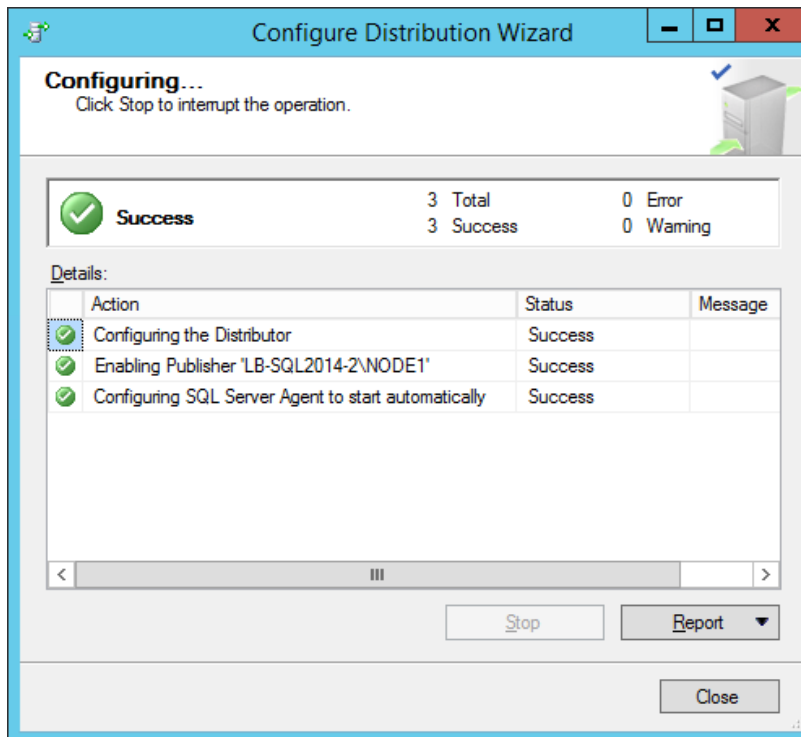 Configure Distribution Wizard
Configuring...
Click Stop to interrupt the operation.
Success
3 Total 0 Error
3 Success 0 Warning
Details:
Action Status Message
Configuring the Distributor Success
Enabling Publisher 'LB-SQL2014-2\NODE1' Success
Configuring SQL Server Agent to start automatically Success
Stop Report
Close